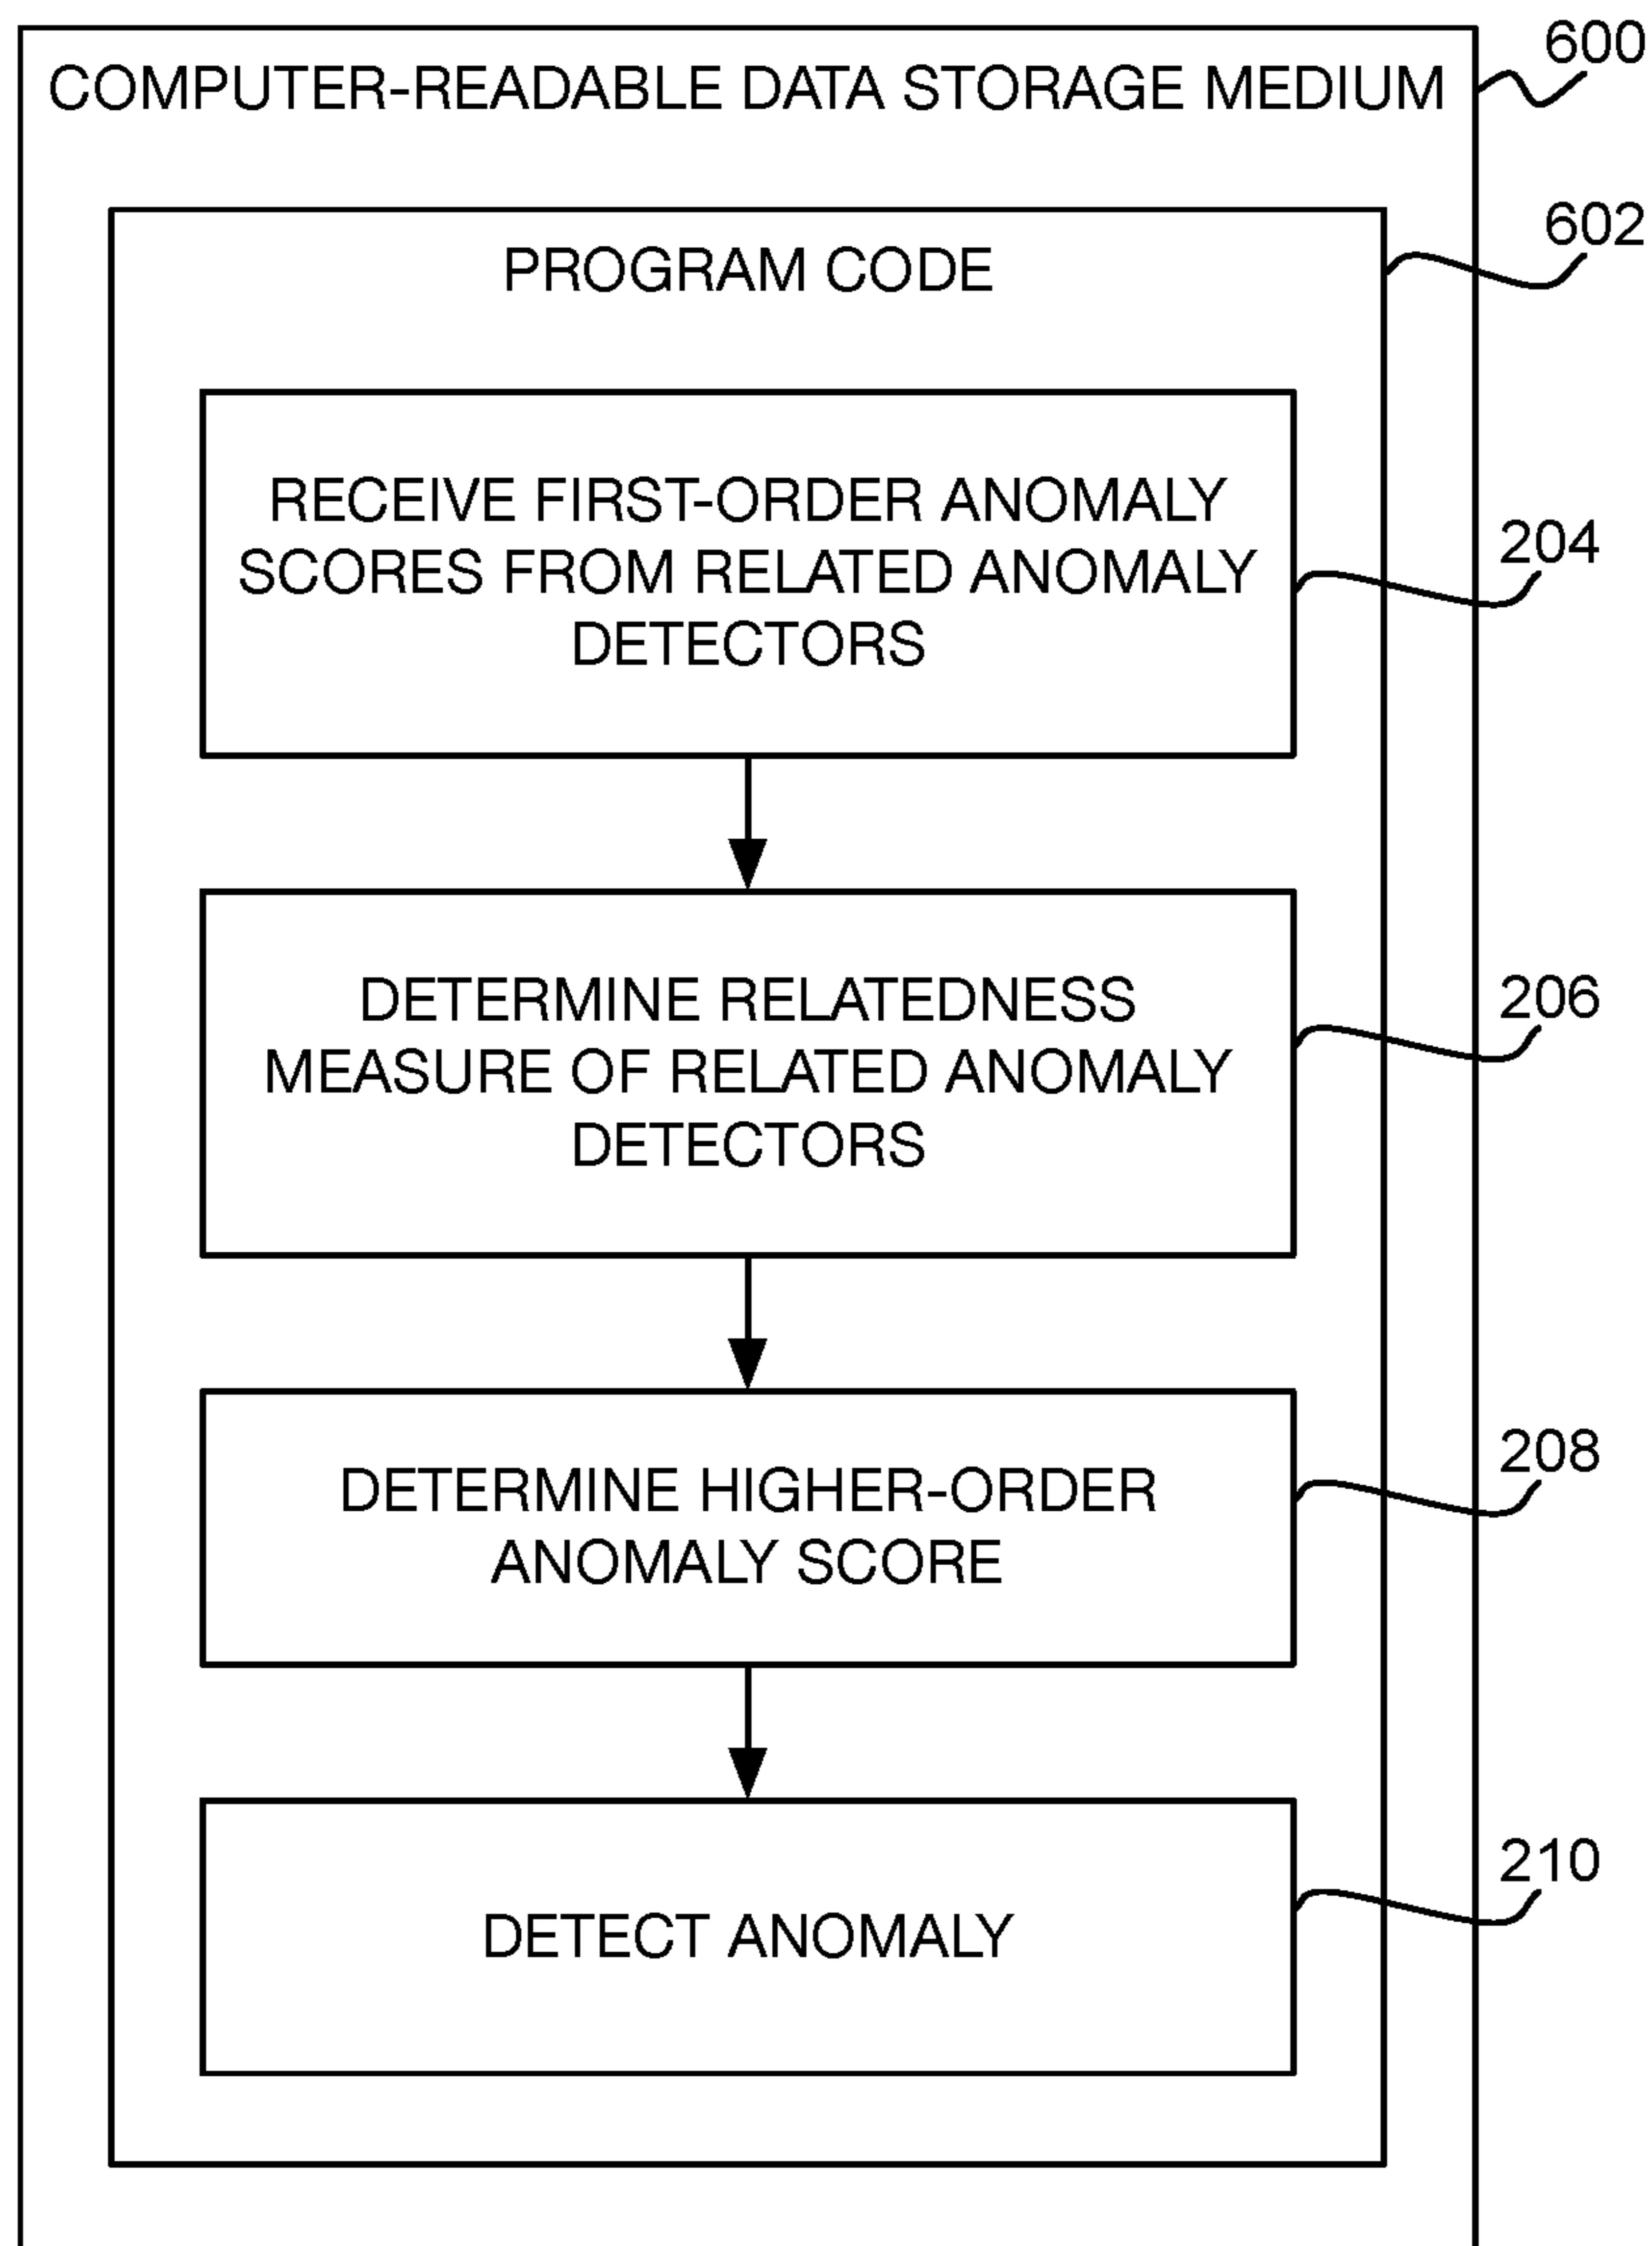 600
COMPUTER-READABLE DATA STORAGE MEDIUM
602
PROGRAM CODE
RECEIVE FIRST-ORDER ANOMALY
SCORES FROM RELATED ANOMALY
DETECTORS
204
DETERMINE RELATEDNESS
MEASURE OF RELATED ANOMALY
DETECTORS
206
DETERMINE HIGHER-ORDER
ANOMALY SCORE
208
DETECT ANOMALY
210